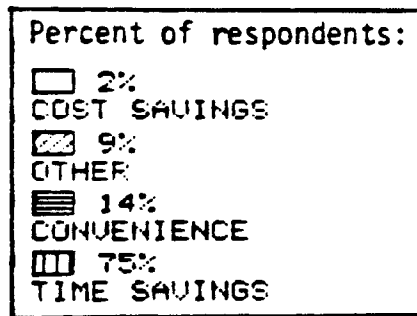 Percent of respondents:
2%
COST SAVINGS
9%
OTHER
14%
CONVENIENCE
75%
TIME SAVINGS